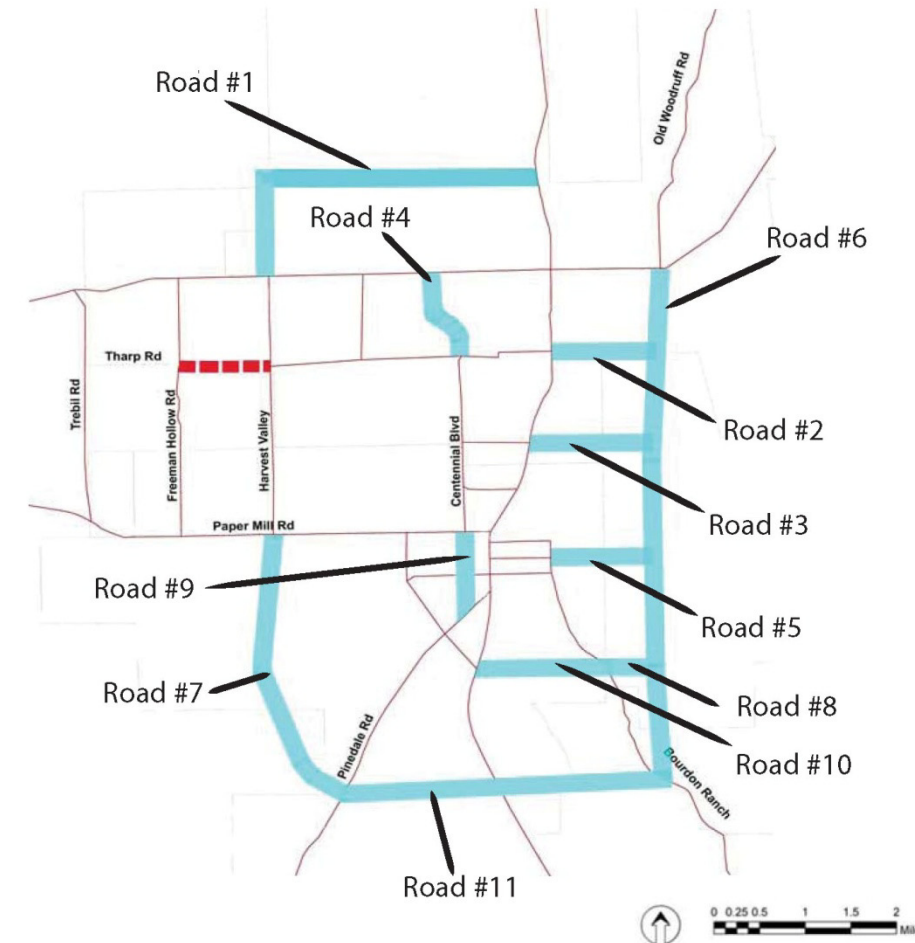 Road #1
Old Woodruff Rd
Road #4
Road #6
Tharp Rd
Trebil Rd
Freeman Hollow Rd
Harvest Valley
Centennial Blvd
Road #2
Road #3
Paper Mill Rd
Road #9
Road #5
Road #7
Road #8
Pinedale Rd
Road #10
Bourdon Ranch
Road #11
0 0.25 0.5 1 1.5 2
Mil